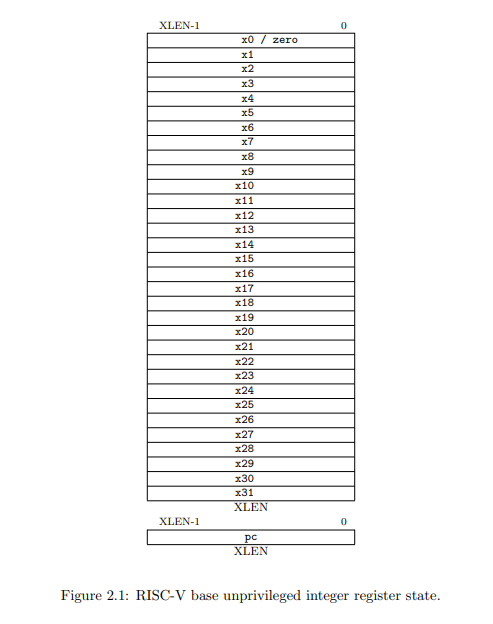 XLEN-1 0
x0 / zero
x1
x2
x3
x4
x5
x6
x7
x8
x9
x10
x11
x12
x13
x14
x15
x16
x17
x18
x19
x20
x21
x22
x23
x24
x25
x26
x27
x28
x29
x30
x31
XLEN
XLEN-1 0
pc
XLEN
Figure 2.1: RISC-V base unprivileged integer register state.